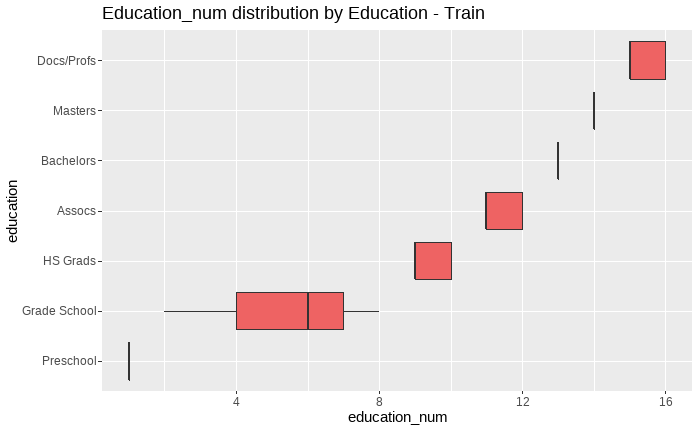 Education_num distribution by Education - Train
education
Docs/Profs
Masters
Bachelors
Assocs
HS Grads
Grade School
Preschool
4 8 12 16
education_num